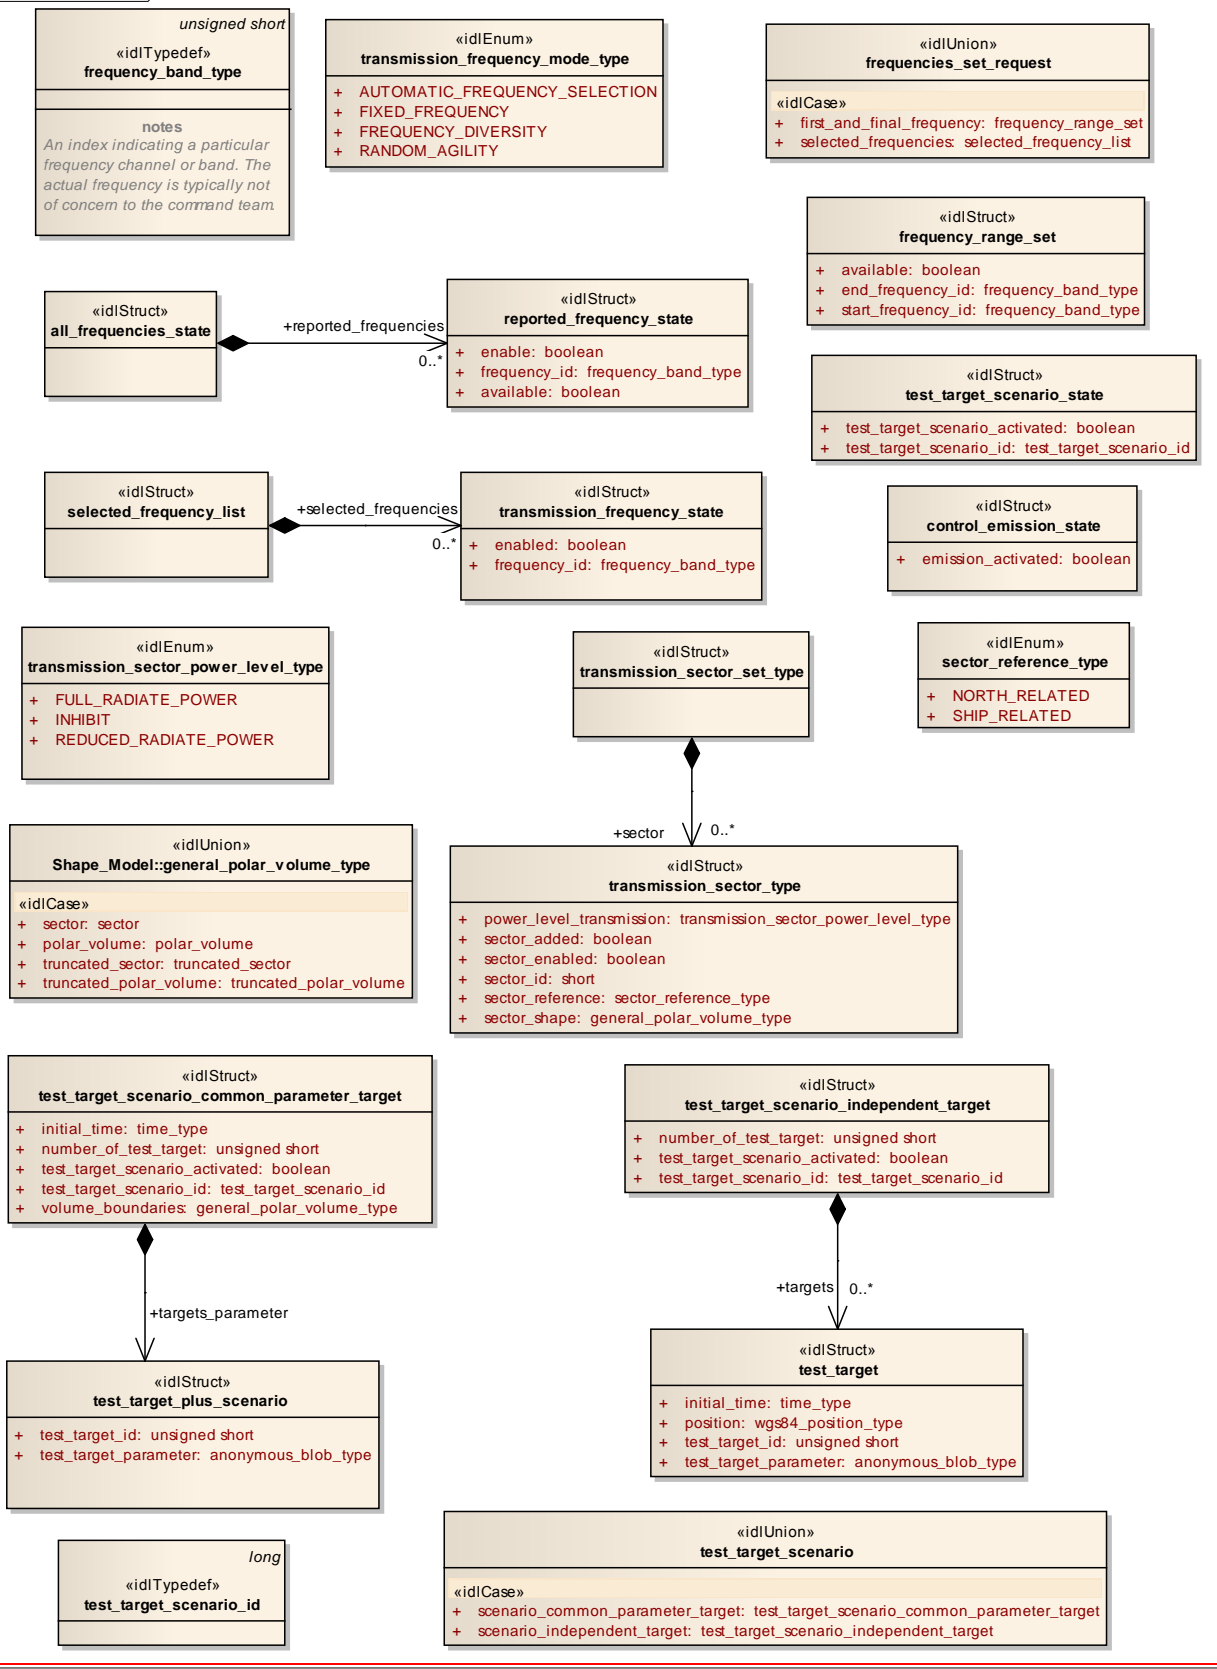 unsigned short
«idlTypedef»
frequency_band_type
notes
An index indicating a particular
frequency channel or band. The
actual frequency is typically not
of concern to the command team.
«idlEnum»
transmission_frequency_mode_type
+ AUTOMATIC_FREQUENCY_SELECTION
+ FIXED_FREQUENCY
+ FREQUENCY_DIVERSITY
+ RANDOM_AGILITY
«idlUnion»
frequencies_set_request
«idlCase»
+ first_and_final_frequency: frequency_range_set
+ selected_frequencies: selected_frequency_list
«idlStruct»
frequency_range_set
+ available: boolean
+ end_frequency_id: frequency_band_type
+ start_frequency_id: frequency_band_type
«idlStruct»
all_frequencies_state
+reported_frequencies
0..*
«idlStruct»
reported_frequency_state
+ enable: boolean
+ frequency_id: frequency_band_type
+ available: boolean
«idlStruct»
test_target_scenario_state
+ test_target_scenario_activated: boolean
+ test_target_scenario_id: test_target_scenario_id
«idlStruct»
selected_frequency_list
+selected_frequencies
0..*
«idlStruct»
transmission_frequency_state
+ enabled: boolean
+ frequency_id: frequency_band_type
«idlStruct»
control_emission_state
+ emission_activated: boolean
«idlEnum»
transmission_sector_power_level_type
+ FULL_RADIATE_POWER
+ INHIBIT
+ REDUCED_RADIATE_POWER
«idlStruct»
transmission_sector_set_type
«idlEnum»
sector_reference_type
+ NORTH_RELATED
+ SHIP_RELATED
+sector
0..*
«idlUnion»
Shape_Model::general_polar_volume_type
«idlCase»
+ sector: sector
+ polar_volume: polar_volume
+ truncated_sector: truncated_sector
+ truncated_polar_volume: truncated_polar_volume
«idlStruct»
transmission_sector_type
+ power_level_transmission: transmission_sector_power_level_type
+ sector_added: boolean
+ sector_enabled: boolean
+ sector_id: short
+ sector_reference: sector_reference_type
+ sector_shape: general_polar_volume_type
«idlStruct»
test_target_scenario_common_parameter_target
+ initial_time: time_type
+ number_of_test_target: unsigned short
+ test_target_scenario_activated: boolean
+ test_target_scenario_id: test_target_scenario_id
+ volume_boundaries: general_polar_volume_type
«idlStruct»
test_target_scenario_independent_target
+ number_of_test_target: unsigned short
+ test_target_scenario_activated: boolean
+ test_target_scenario_id: test_target_scenario_id
+targets_parameter
+targets
0..*
«idlStruct»
test_target_plus_scenario
+ test_target_id: unsigned short
+ test_target_parameter: anonymous_blob_type
«idlStruct»
test_target
+ initial_time: time_type
+ position: wgs84_position_type
+ test_target_id: unsigned short
+ test_target_parameter: anonymous_blob_type
long
«idlTypedef»
test_target_scenario_id
«idlUnion»
test_target_scenario
«idlCase»
+ scenario_common_parameter_target: test_target_scenario_common_parameter_target
+ scenario_independent_target: test_target_scenario_independent_target